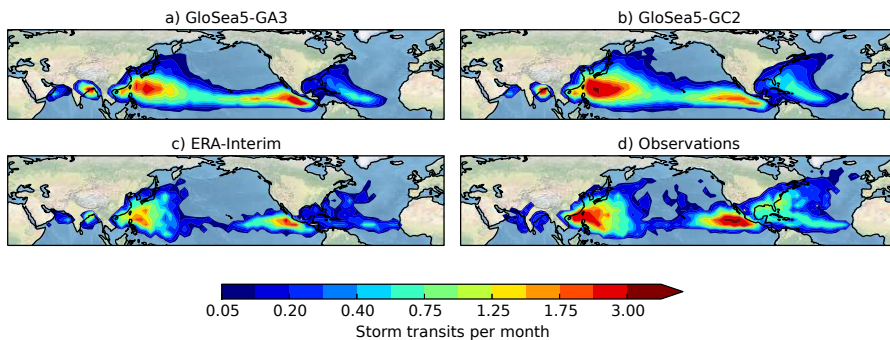 a) GloSea5-GA3
b) GloSea5-GC2
c) ERA-Interim
d) Observations
0.05 0.20 0.40 0.75 1.25 1.75 3.00
Storm transits per month